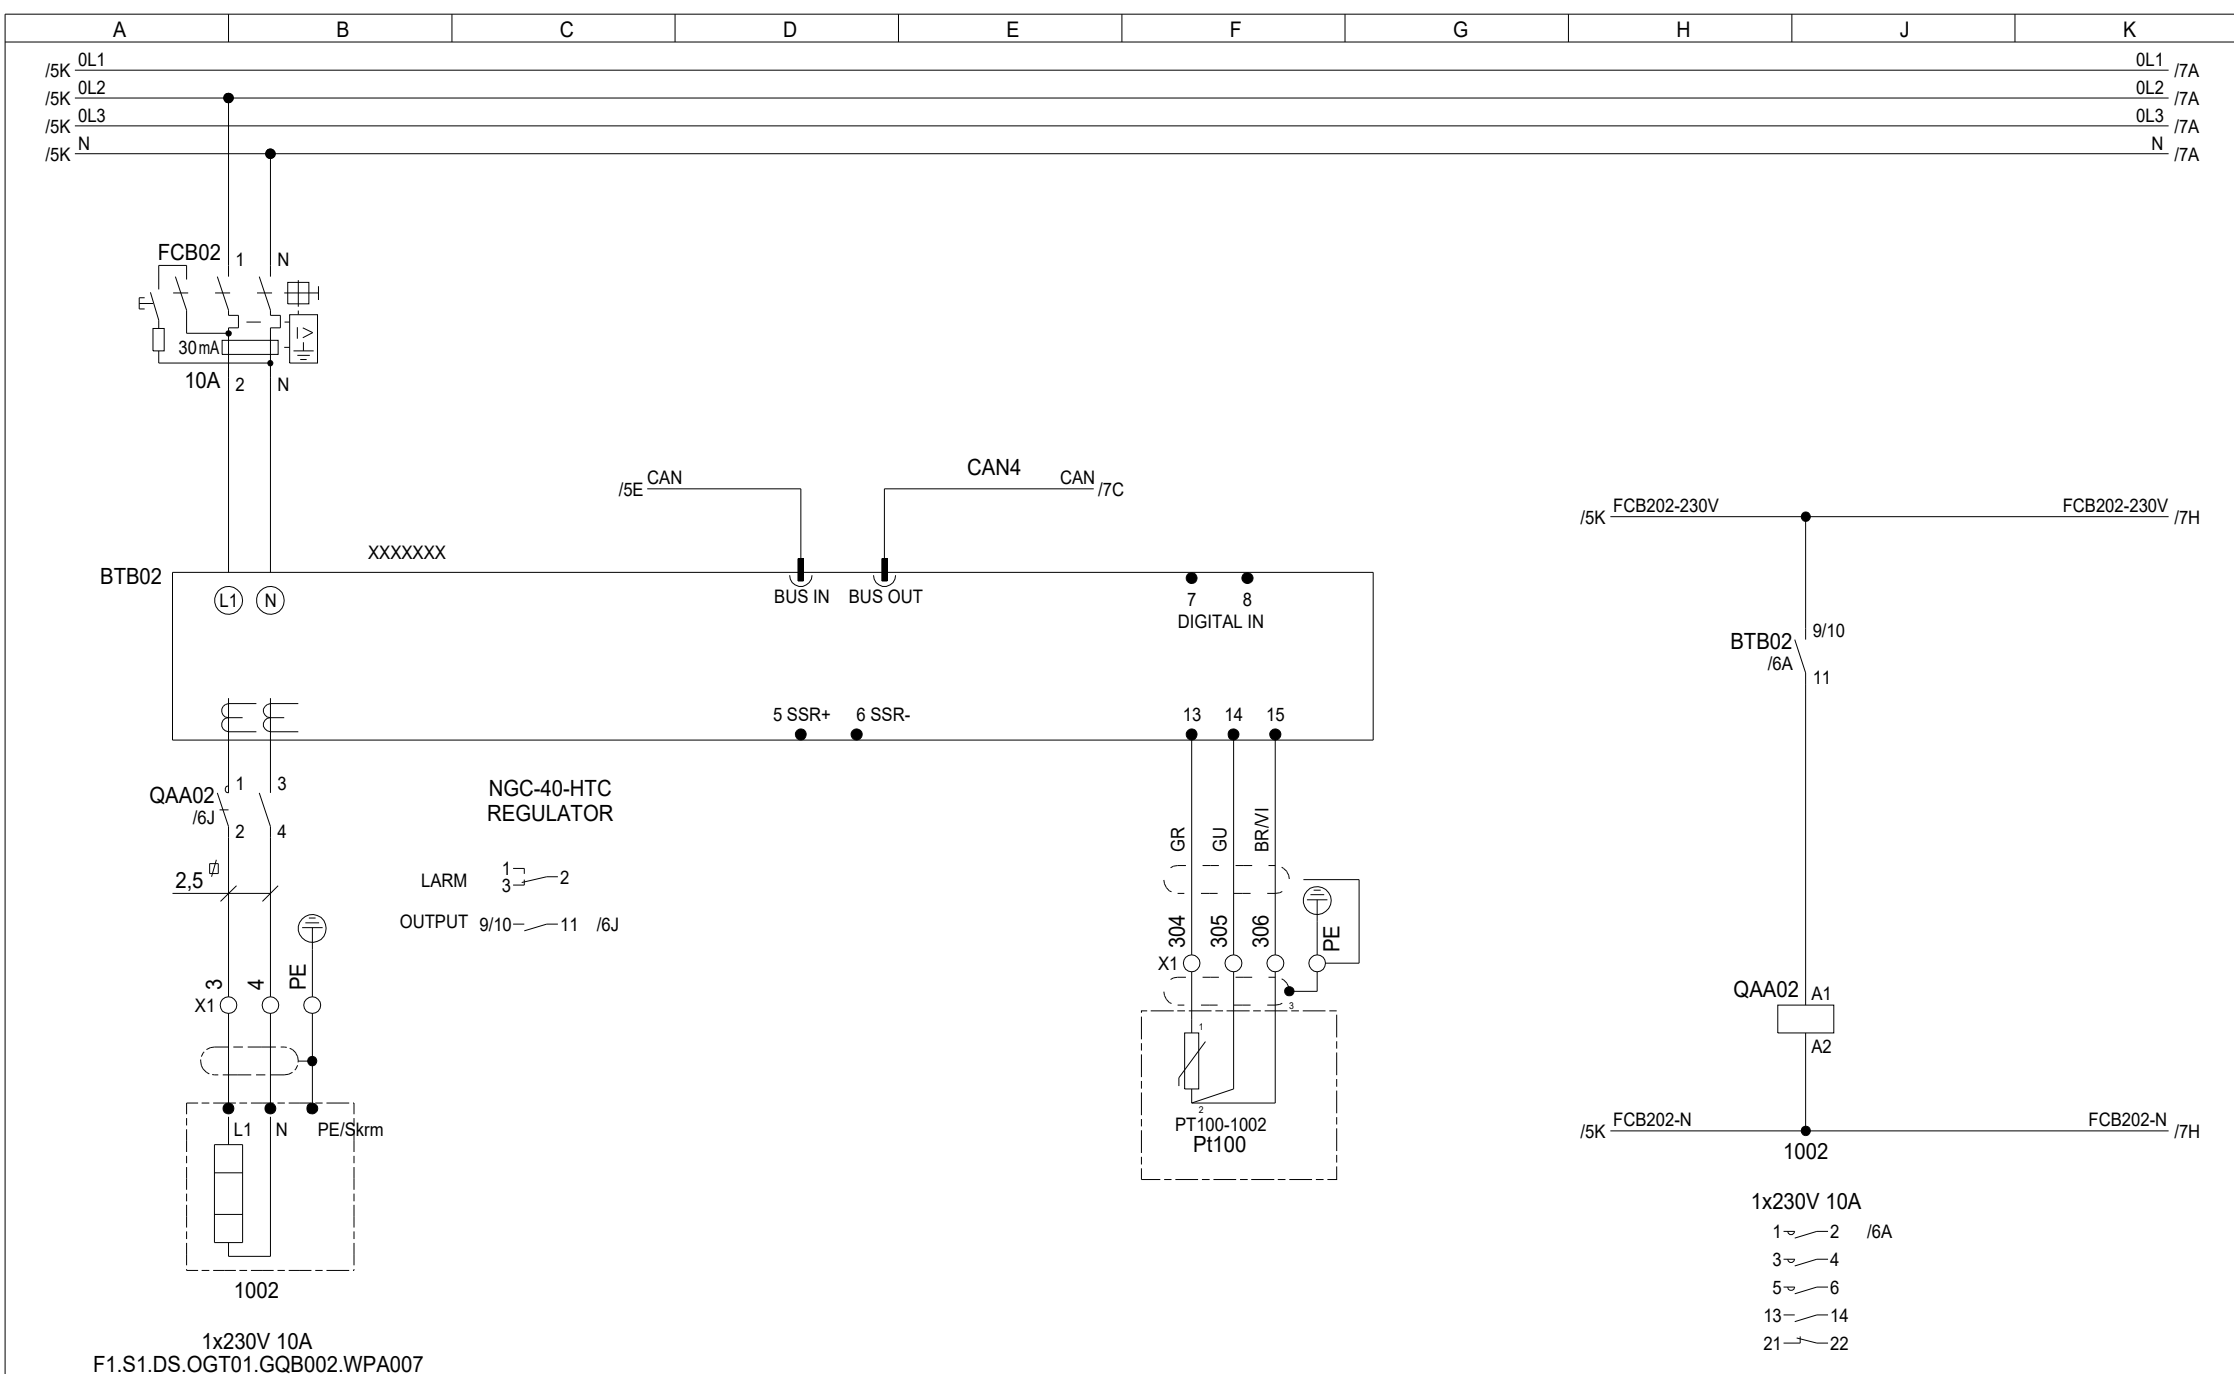 A B C D E F G H J K
/5K 0L1 0L1 /7A
/5K 0L2 0L2 /7A
/5K 0L3 0L3 /7A
/5K N N /7A
FCB02 1 N
I>
30mA
10A 2 N
CAN4
/5E CAN CAN /7C
/5K FCB202-230V FCB202-230V /7H
XXXXXXX
BTB02
L1 N BUS IN BUS OUT 7 8
DIGITAL IN
BTB02 9/10
/6A
11
5 SSR+ 6 SSR- 13 14 15
QAA02 1 3
/6J
2 4
NGC-40-HTC
REGULATOR
GR GU BR/VI
2,5
LARM 1 3 2
OUTPUT 9/10 11 /6J
304 305 306 PE
X1
3 4 PE
X1
QAA02 A1
A2
3
1
2
L1 N PE/Skrm
PT100-1002
Pt100
/5K FCB202-N FCB202-N /7H
1002
1x230V 10A
1 2 /6A
3 4
5 6
13 14
21 22
1002
1x230V 10A
F1.S1.DS.OGT01.GQB002.WPA007